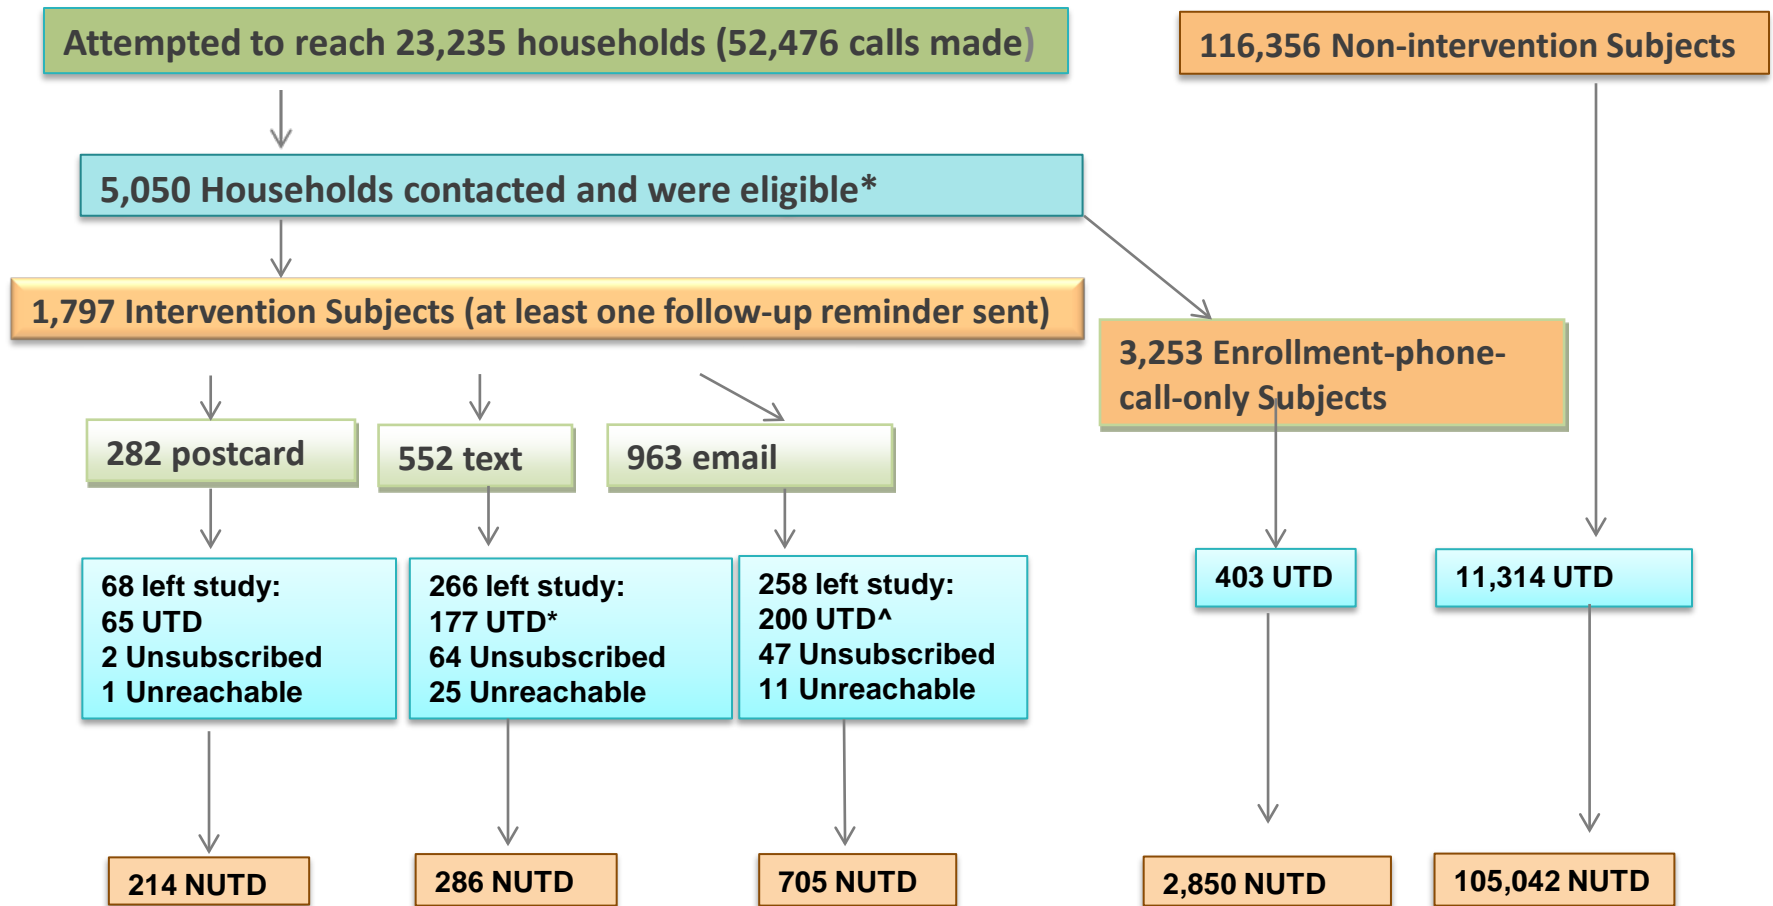 Attempted to reach 23,235 households (52,476 calls made)
116,356 Non-intervention Subjects
5,050 Households contacted and were eligible*
1,797 Intervention Subjects (at least one follow-up reminder sent)
3,253 Enrollment-phone-
call-only Subjects
282 postcard
552 text
963 email
68 left study:
65 UTD
2 Unsubscribed
1 Unreachable
266 left study:
177 UTD*
64 Unsubscribed
25 Unreachable
258 left study:
200 UTD^
47 Unsubscribed
11 Unreachable
403 UTD
11,314 UTD
214 NUTD
286 NUTD
705 NUTD
2,850 NUTD
105,042 NUTD